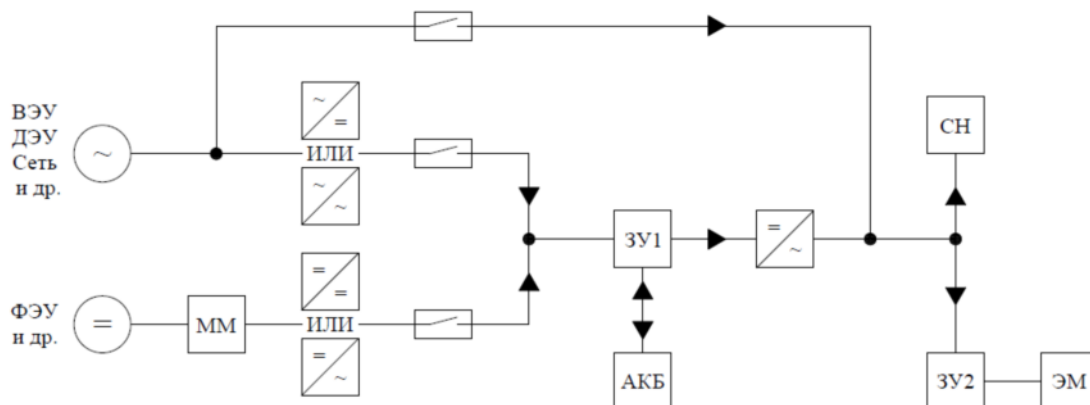 ВЭУ
ДЭУ
Сеть
и др.
~
~
=
ИЛИ
~
~
СН
ЗУ1
=
~
ФЭУ
и др.
=
ММ
=
=
ИЛИ
=
~
АКБ
ЗУ2
ЭМ